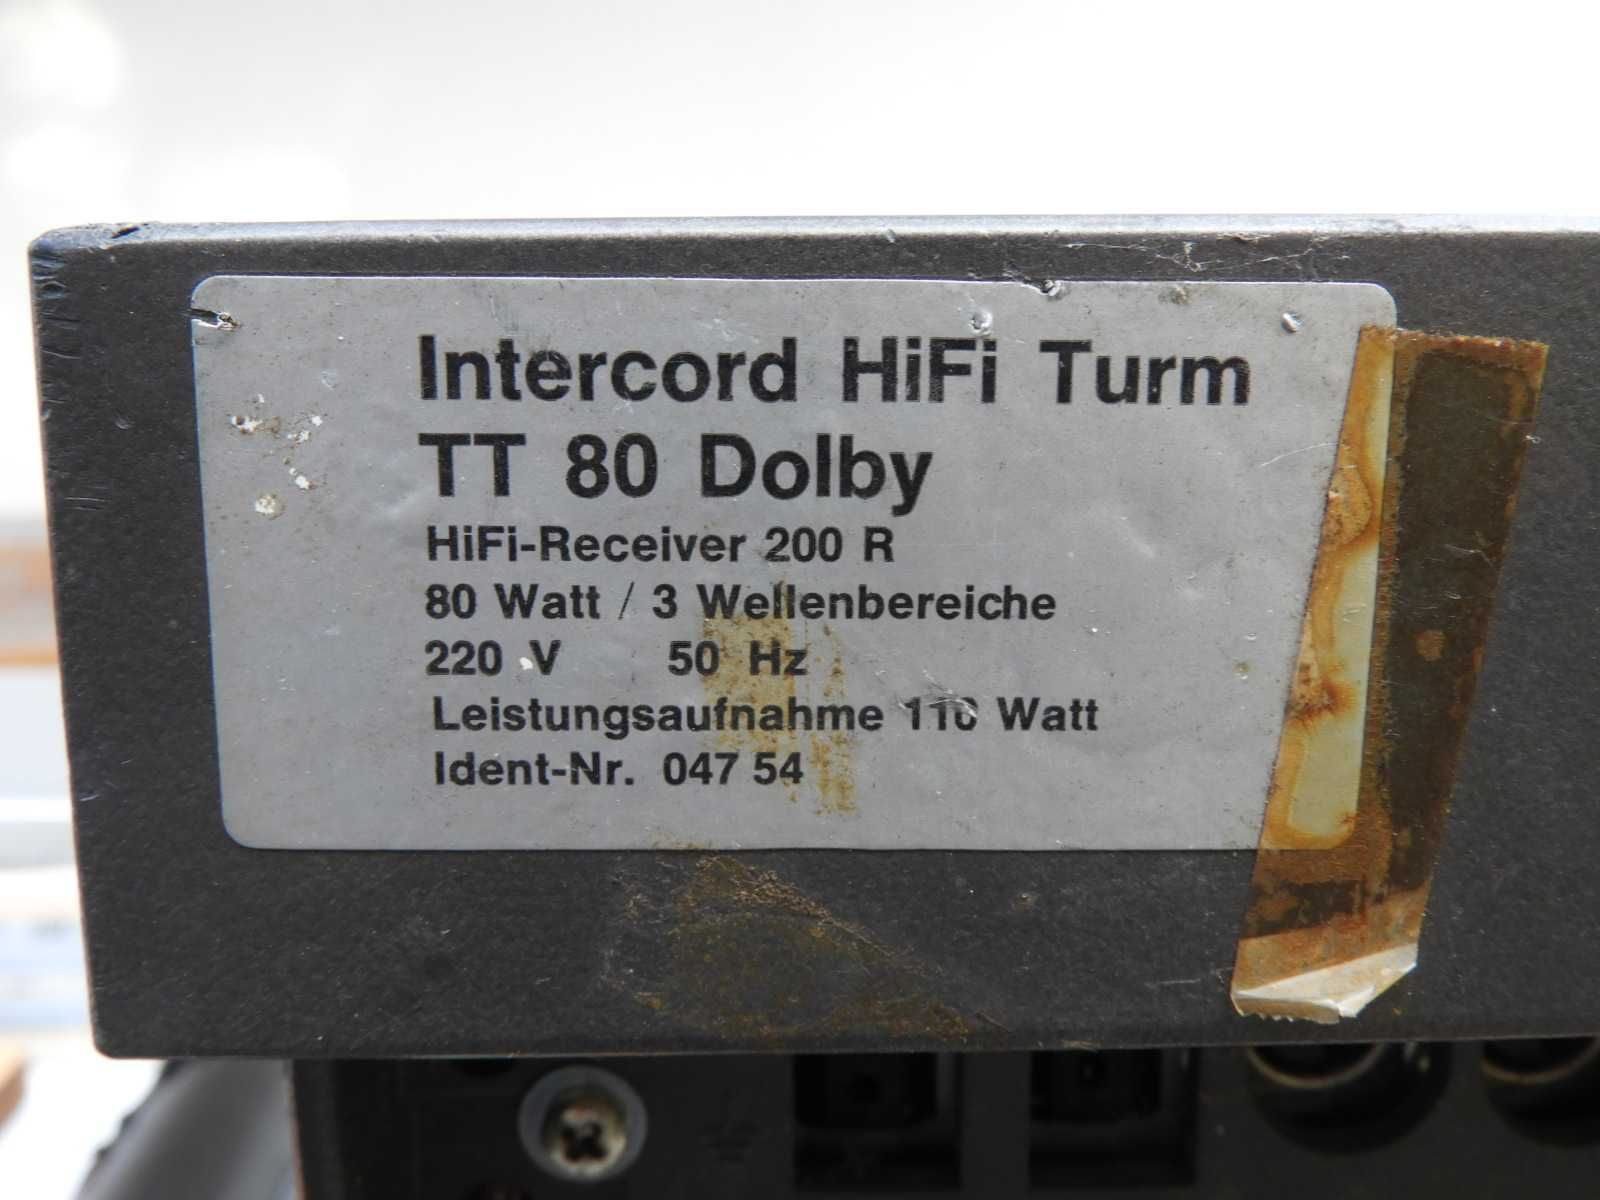 Intercord HiFi Turm
TT 80 Dolby
HiFi-Receiver 200 R
80 Watt / 3 Wellenbereiche
220 V 50 Hz
Leistungsaufnahme 110 Watt
Ident-Nr. 047 54